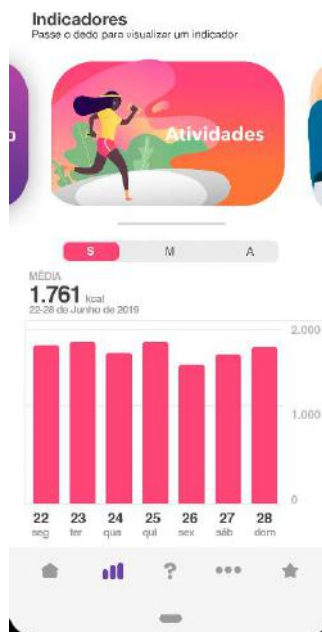 Indicadores
Passe o dedo para visualizar um indicador
o
Atividades
S M A
MÉDIA
1.761 kcal
22-28 de Junho de 2019
2.000
1.000
0
22 23 24 25 26 27 28
seg ter qua qui sex sáb dom
?